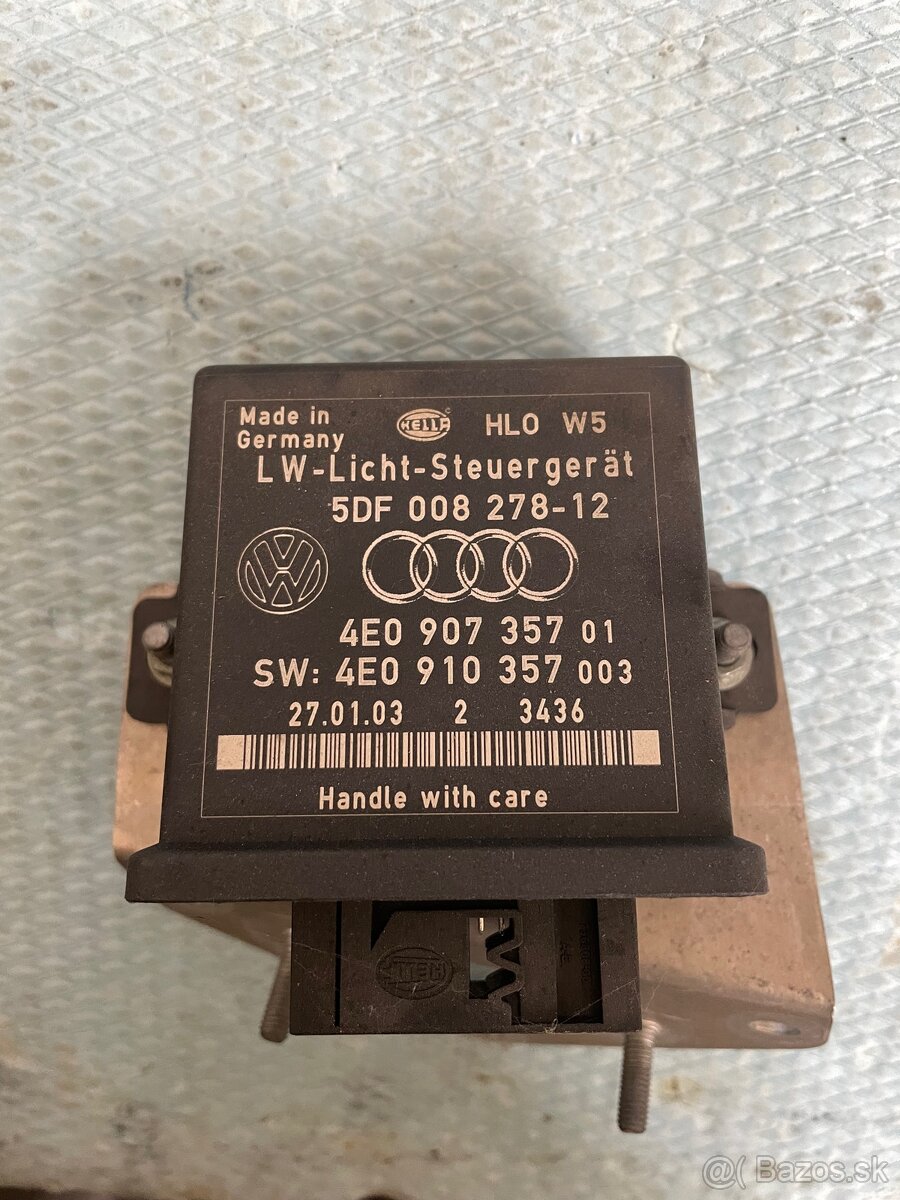 Made in
Germany
HELLA
HLO W5
LW-Licht-Steuergerät
5DF 008 278-12
4E0 907 357 01
SW: 4E0 910 357 003
27.01.03 2 3436
Handle with care
HELLA
@( Bazos.sk